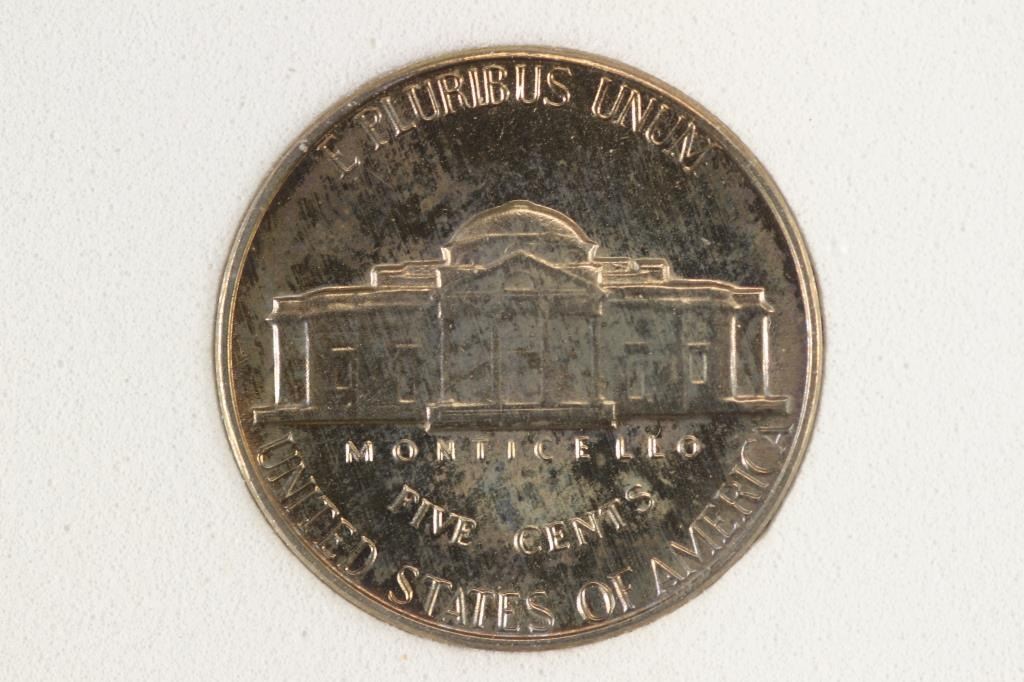 E PLURIBUS UNUM
MONTICELLO
FIVE CENTS
UNITED STATES OF AMERICA